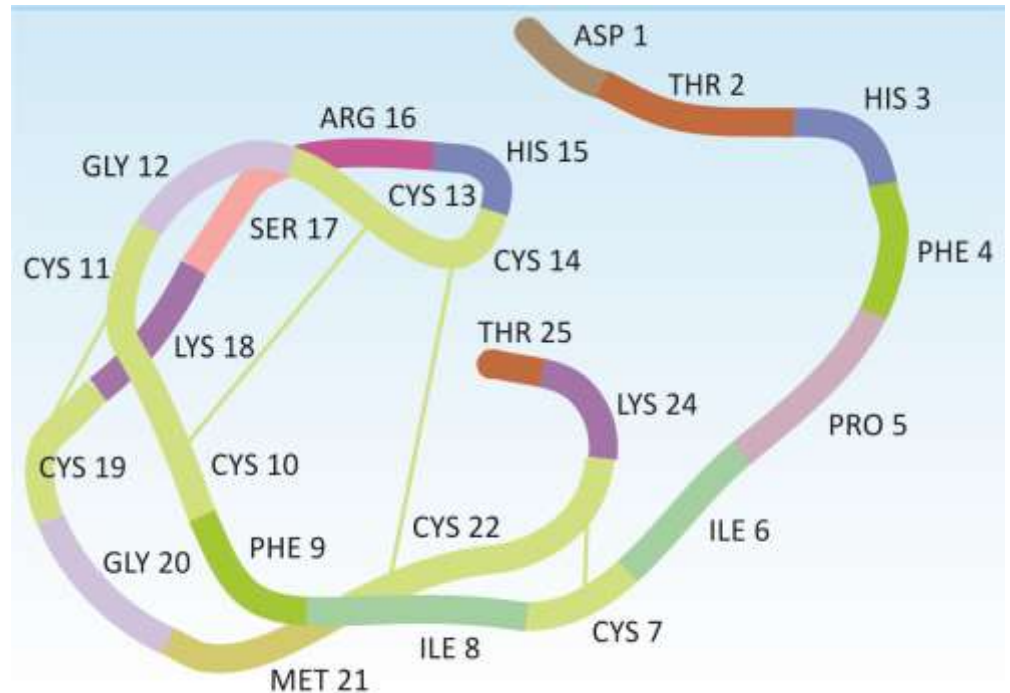 ASP 1
THR 2
HIS 3
PHE 4
PRO 5
ILE 6
CYS 7
ILE 8
PHE 9
CYS 10
CYS 11
GLY 12
CYS 13
CYS 14
HIS 15
ARG 16
SER 17
LYS 18
CYS 19
GLY 20
MET 21
CYS 22
LYS 24
THR 25